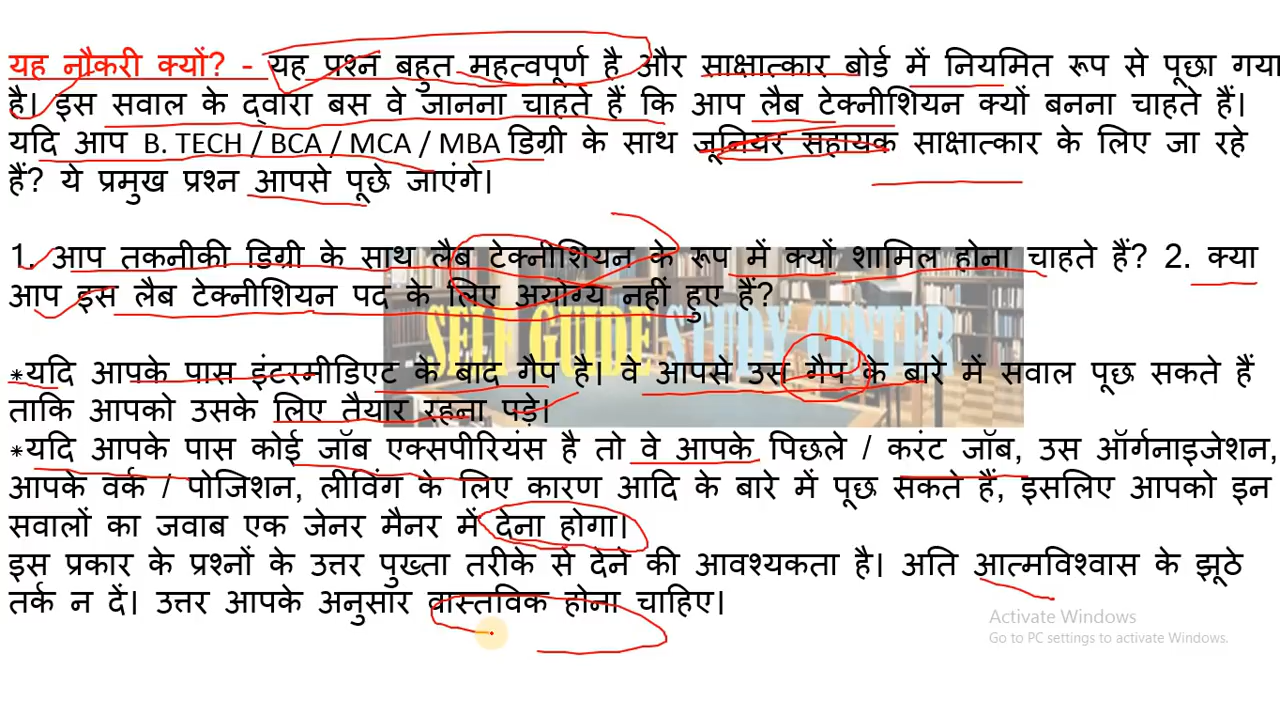 यह नौकरी क्यों? - यह प्रश्न बहुत महत्वपूर्ण है और साक्षात्कार बोर्ड में नियमित रूप से पूछा गया
है। इस सवाल के द्वारा बस वे जानना चाहते हैं कि आप लैब टेक्नीशियन क्यों बनना चाहते हैं।
यदि आप B. TECH / BCA / MCA / MBA डिग्री के साथ जूनियर सहायक साक्षात्कार के लिए जा रहे
हैं? ये प्रमुख प्रश्न आपसे पूछे जाएंगे।
1. आप तकनीकी डिग्री के साथ लैब टेक्नीशियन के रूप में क्यों शामिल होना चाहते हैं? 2. क्या
आप इस लैब टेक्नीशियन पद के लिए अयोग्य नहीं हुए हैं?
SELF GUIDE STUDY CENTER
*यदि आपके पास इंटरमीडिएट के बाद गैप है। वे आपसे उस गैप के बारे में सवाल पूछ सकते हैं
ताकि आपको उसके लिए तैयार रहना पड़े।
*यदि आपके पास कोई जॉब एक्सपीरियंस है तो वे आपके पिछले / करंट जॉब, उस ऑर्गनाइजेशन,
आपके वर्क / पोजिशन, लीविंग के लिए कारण आदि के बारे में पूछ सकते हैं, इसलिए आपको इन
सवालों का जवाब एक जेनर मैनर में देना होगा।
इस प्रकार के प्रश्नों के उत्तर पुख्ता तरीके से देने की आवश्यकता है। अति आत्मविश्वास के झूठे
तर्क न दें। उत्तर आपके अनुसार वास्तविक होना चाहिए।
Activate Windows
Go to PC settings to activate Windows.